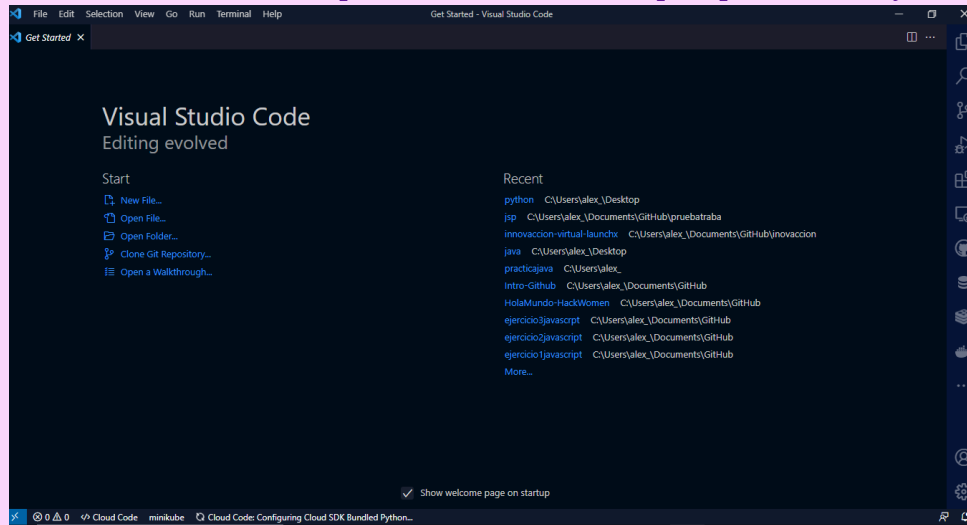 File Edit Selection View Go Run Terminal Help Get Started - Visual Studio Code
Get Started
Visual Studio Code
Editing evolved
Start
New File...
Open File...
Open Folder...
Clone Git Repository...
Open a Walkthrough...
Recent
python C:\Users\alex_\Desktop
jsp C:\Users\alex_\Documents\GitHub\pruebatraba
innovaccion-virtual-launchx C:\Users\alex_\Documents\GitHub\inovaccion
java C:\Users\alex_\Desktop
practicajava C:\Users\alex_
Intro-Github C:\Users\alex_\Documents\GitHub
HolaMundo-HackWomen C:\Users\alex_\Documents\GitHub
ejercicio3javascrpt C:\Users\alex_\Documents\GitHub
ejercicio2javascript C:\Users\alex_\Documents\GitHub
ejercicio1javascript C:\Users\alex_\Documents\GitHub
More...
Show welcome page on startup
0 0 Cloud Code minikube Cloud Code: Configuring Cloud SDK Bundled Python...